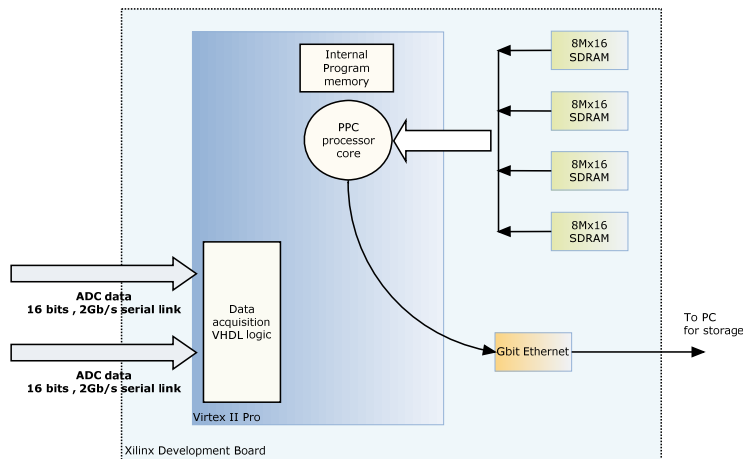 Internal
Program
memory
PPC
processor
core
8Mx16
SDRAM
8Mx16
SDRAM
8Mx16
SDRAM
8Mx16
SDRAM
ADC data
16 bits , 2Gb/s serial link
ADC data
16 bits , 2Gb/s serial link
Data
acquisition
VHDL logic
Gbit Ethernet
To PC
for storage
Virtex II Pro
Xilinx Development Board